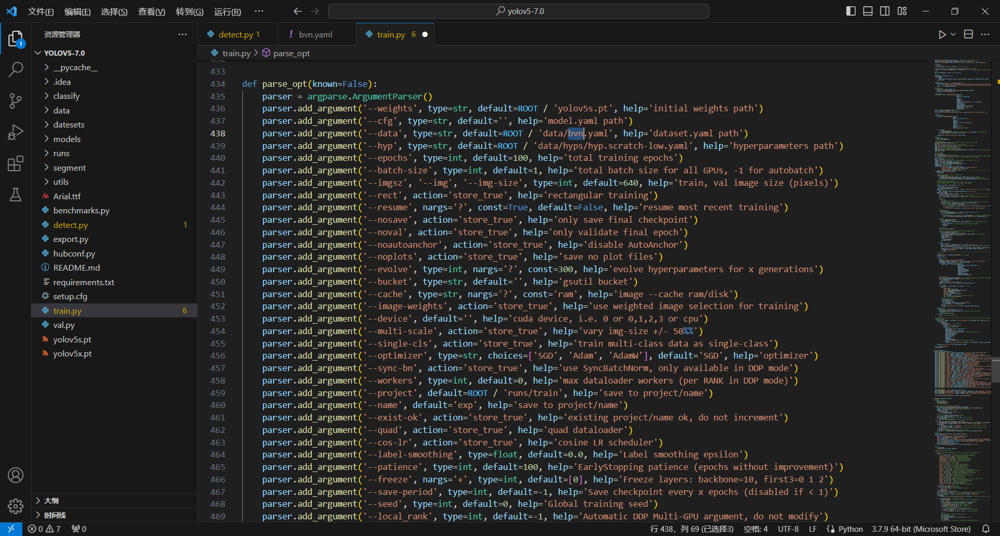 文件(F) 编辑(E) 选择(S) 查看(V) 转到(G) 运行(R) ··· yolov5-7.0
资源管理器 ···
detect.py 1 ! bvn.yaml train.py 6
YOLOV5-7.0
train.py > parse_opt
__pycache__
.idea
classify
data
datesets
models
runs
segment
utils
Arial.ttf
benchmarks.py
detect.py 1
export.py
hubconf.py
README.md
requirements.txt
setup.cfg
train.py 6
val.py
yolov5s.pt
yolov5x.pt
大纲
时间线
432
433
434 def parse_opt(known=False):
435 parser = argparse.ArgumentParser()
436 parser.add_argument('--weights', type=str, default=ROOT / 'yolov5s.pt', help='initial weights path')
437 parser.add_argument('--cfg', type=str, default='', help='model.yaml path')
438 parser.add_argument('--data', type=str, default=ROOT / 'data/bvn.yaml', help='dataset.yaml path')
439 parser.add_argument('--hyp', type=str, default=ROOT / 'data/hyps/hyp.scratch-low.yaml', help='hyperparameters path')
440 parser.add_argument('--epochs', type=int, default=100, help='total training epochs')
441 parser.add_argument('--batch-size', type=int, default=1, help='total batch size for all GPUs, -1 for autobatch')
442 parser.add_argument('--imgsz', '--img', '--img-size', type=int, default=640, help='train, val image size (pixels)')
443 parser.add_argument('--rect', action='store_true', help='rectangular training')
444 parser.add_argument('--resume', nargs='?', const=True, default=False, help='resume most recent training')
445 parser.add_argument('--nosave', action='store_true', help='only save final checkpoint')
446 parser.add_argument('--noval', action='store_true', help='only validate final epoch')
447 parser.add_argument('--noautoanchor', action='store_true', help='disable AutoAnchor')
448 parser.add_argument('--noplots', action='store_true', help='save no plot files')
449 parser.add_argument('--evolve', type=int, nargs='?', const=300, help='evolve hyperparameters for x generations')
450 parser.add_argument('--bucket', type=str, default='', help='gsutil bucket')
451 parser.add_argument('--cache', type=str, nargs='?', const='ram', help='image --cache ram/disk')
452 parser.add_argument('--image-weights', action='store_true', help='use weighted image selection for training')
453 parser.add_argument('--device', default='', help='cuda device, i.e. 0 or 0,1,2,3 or cpu')
454 parser.add_argument('--multi-scale', action='store_true', help='vary img-size +/- 50%%')
455 parser.add_argument('--single-cls', action='store_true', help='train multi-class data as single-class')
456 parser.add_argument('--optimizer', type=str, choices=['SGD', 'Adam', 'AdamW'], default='SGD', help='optimizer')
457 parser.add_argument('--sync-bn', action='store_true', help='use SyncBatchNorm, only available in DDP mode')
458 parser.add_argument('--workers', type=int, default=0, help='max dataloader workers (per RANK in DDP mode)')
459 parser.add_argument('--project', default=ROOT / 'runs/train', help='save to project/name')
460 parser.add_argument('--name', default='exp', help='save to project/name')
461 parser.add_argument('--exist-ok', action='store_true', help='existing project/name ok, do not increment')
462 parser.add_argument('--quad', action='store_true', help='quad dataloader')
463 parser.add_argument('--cos-lr', action='store_true', help='cosine LR scheduler')
464 parser.add_argument('--label-smoothing', type=float, default=0.0, help='Label smoothing epsilon')
465 parser.add_argument('--patience', type=int, default=100, help='EarlyStopping patience (epochs without improvement)')
466 parser.add_argument('--freeze', nargs='+', type=int, default=[0], help='Freeze layers: backbone=10, first3=0 1 2')
467 parser.add_argument('--save-period', type=int, default=-1, help='Save checkpoint every x epochs (disabled if < 1)')
468 parser.add_argument('--seed', type=int, default=0, help='Global training seed')
469 parser.add_argument('--local_rank', type=int, default=-1, help='Automatic DDP Multi-GPU argument, do not modify')
1
0 7 0 行 438, 列 69 (已选择3) 空格: 4 UTF-8 LF Python 3.7.9 64-bit (Microsoft Store)